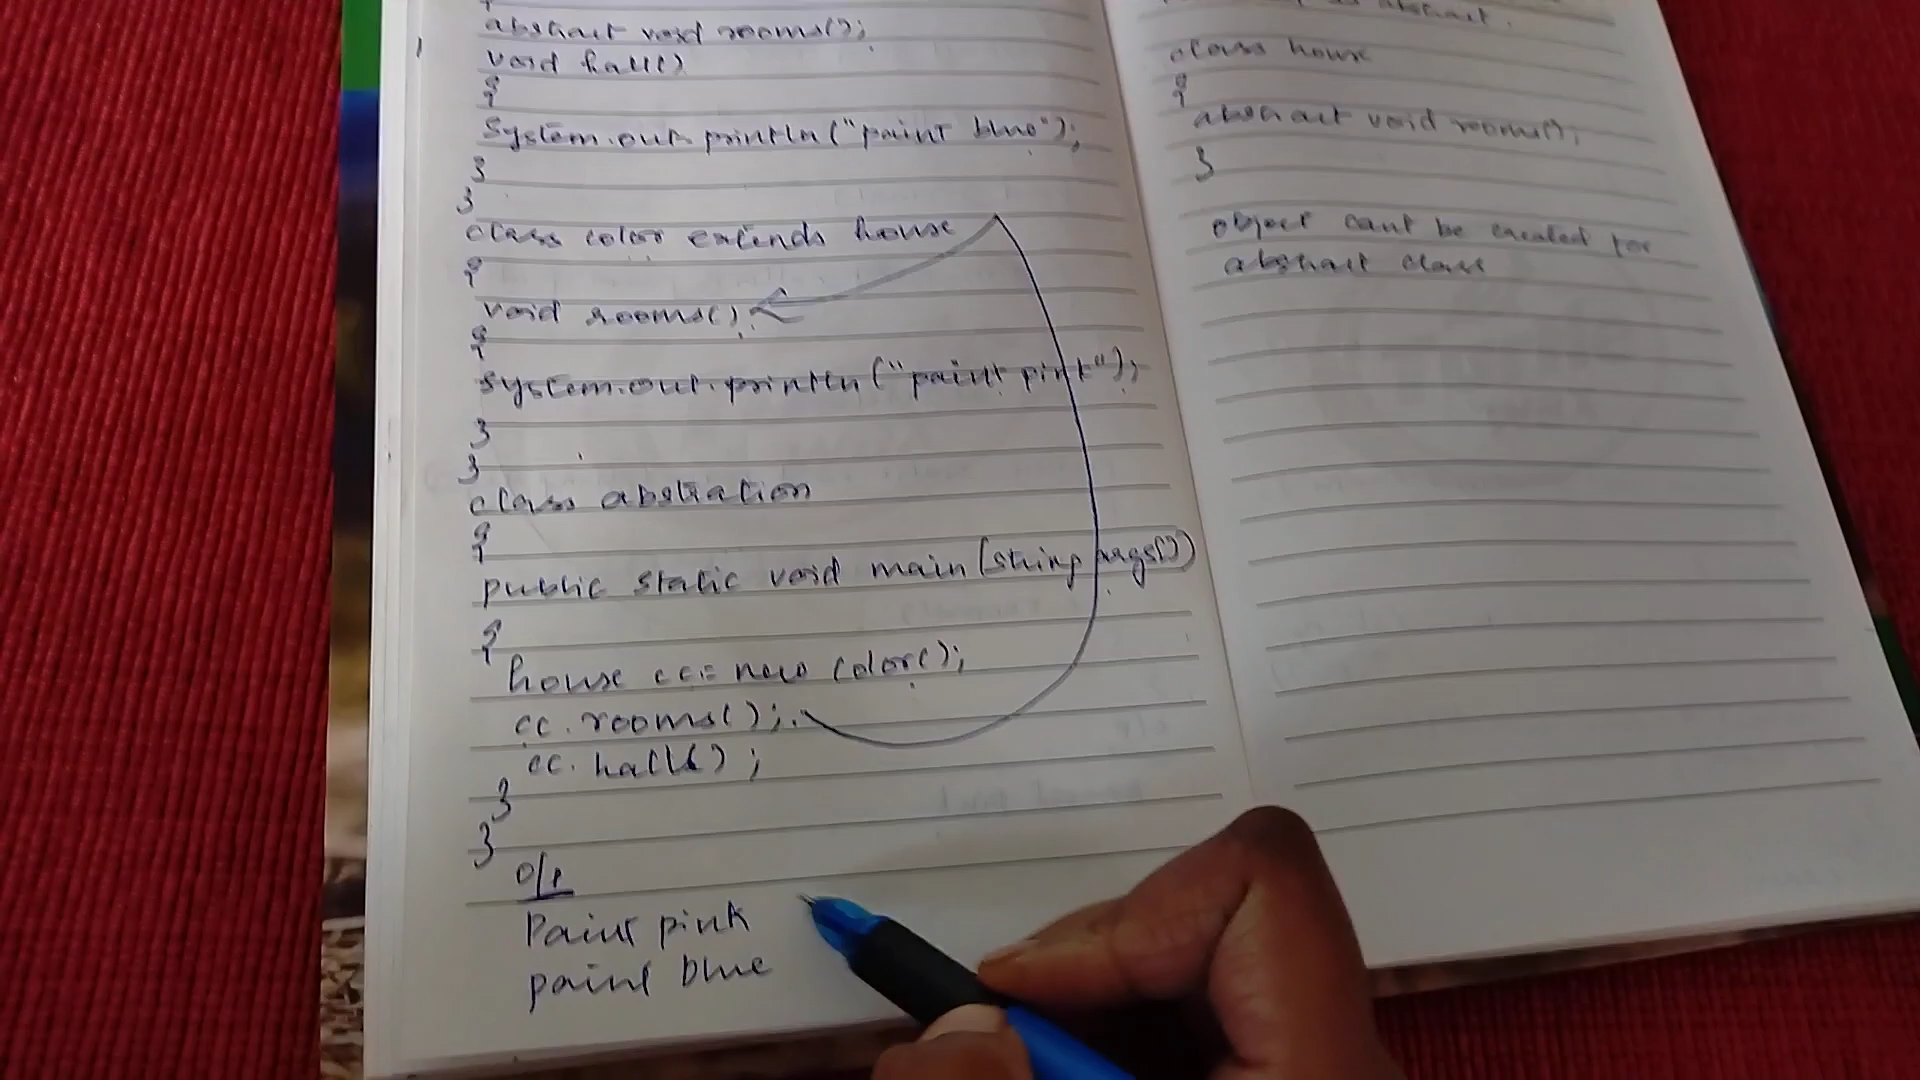 {
abstract void rooms();
void hall()
{
System.out.println("paint blue");
}
}
class color extends house
{
void rooms()
{
system.out.println("paint pink");
}
}
class abstration
{
public static void main(string args[])
{
house cc= new color();
cc.rooms();
cc.hall();
}
}
o/p
Paint pink
paint blue
abstract.
class house
{
abstract void rooms();
}
object cant be created for
abstract class